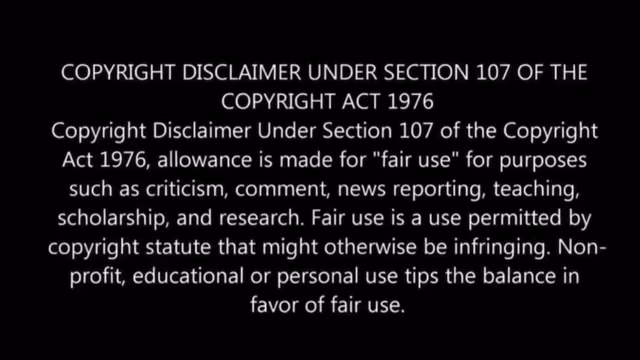 COPYRIGHT DISCLAIMER UNDER SECTION 107 OF THE
COPYRIGHT ACT 1976
Copyright Disclaimer Under Section 107 of the Copyright
Act 1976, allowance is made for "fair use" for purposes
such as criticism, comment, news reporting, teaching,
scholarship, and research. Fair use is a use permitted by
copyright statute that might otherwise be infringing. Non-
profit, educational or personal use tips the balance in
favor of fair use.